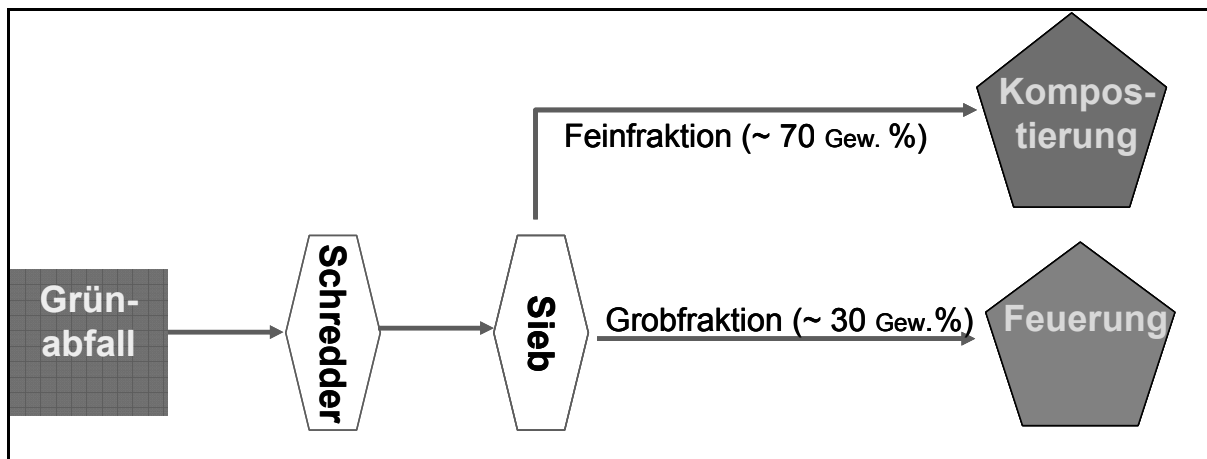 Kompos-
tierung
Feinfraktion (~ 70 Gew. %)
Grün-
abfall
Schredder
Sieb
Grobfraktion (~ 30 Gew.%)
Feuerung